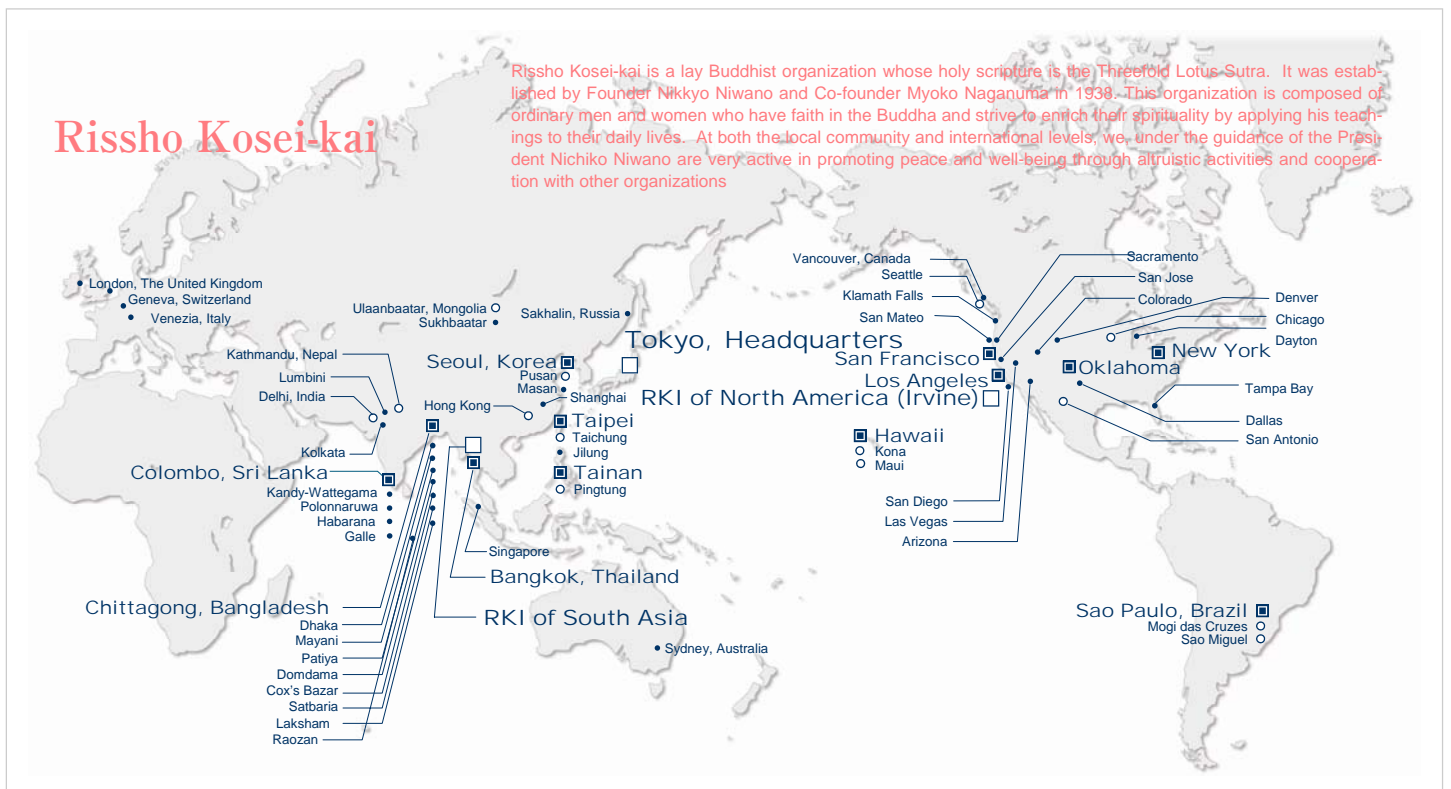 Rissho Kosei-kai
Rissho Kosei-kai is a lay Buddhist organization whose holy scripture is the Threefold Lotus Sutra. It was estab-
lished by Founder Nikkyo Niwano and Co-founder Myoko Naganuma in 1938. This organization is composed of
ordinary men and women who have faith in the Buddha and strive to enrich their spirituality by applying his teach-
ings to their daily lives. At both the local community and international levels, we, under the guidance of the Presi-
dent Nichiko Niwano are very active in promoting peace and well-being through altruistic activities and coopera-
tion with other organizations
London, The United Kingdom
Geneva, Switzerland
Venezia, Italy
Ulaanbaatar, Mongolia
Sukhbaatar
Sakhalin, Russia
Tokyo, Headquarters
Seoul, Korea
Pusan
Masan
Shanghai
Hong Kong
Kathmandu, Nepal
Lumbini
Delhi, India
Kolkata
Taipei
Taichung
Jilung
Tainan
Pingtung
Colombo, Sri Lanka
Kandy-Wattegama
Polonnaruwa
Habarana
Galle
Singapore
Bangkok, Thailand
RKI of South Asia
Chittagong, Bangladesh
Dhaka
Mayani
Patiya
Domdama
Cox's Bazar
Satbaria
Laksham
Raozan
Sydney, Australia
Vancouver, Canada
Seattle
Klamath Falls
San Mateo
San Francisco
Los Angeles
RKI of North America (Irvine)
Hawaii
Kona
Maui
San Diego
Las Vegas
Arizona
Sacramento
San Jose
Colorado
Denver
Chicago
Dayton
New York
Oklahoma
Tampa Bay
Dallas
San Antonio
Sao Paulo, Brazil
Mogi das Cruzes
Sao Miguel